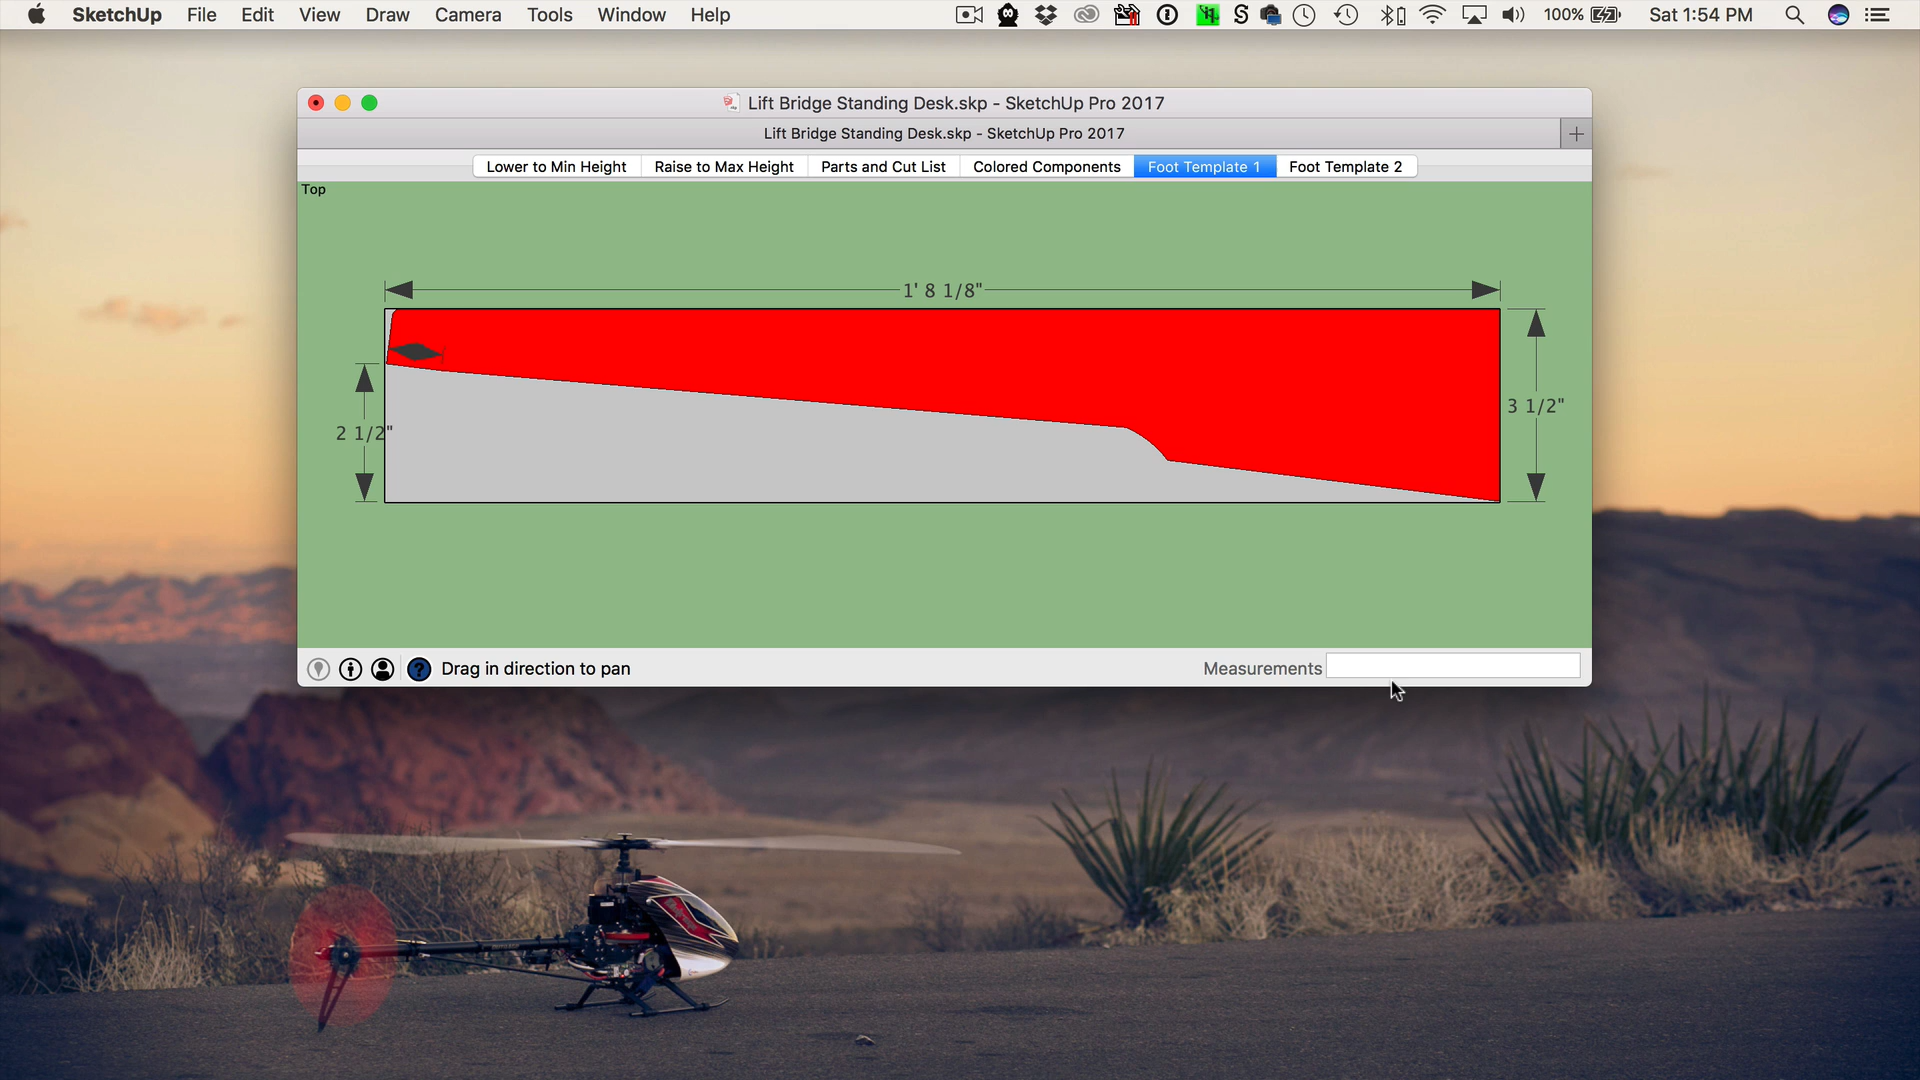 SketchUp File Edit View Draw Camera Tools Window Help 100% Sat 1:54 PM
Lift Bridge Standing Desk.skp - SketchUp Pro 2017
Lift Bridge Standing Desk.skp - SketchUp Pro 2017
Lower to Min Height Raise to Max Height Parts and Cut List Colored Components Foot Template 1 Foot Template 2
Top
1' 8 1/8"
3 1/2"
2 1/2"
Drag in direction to pan Measurements